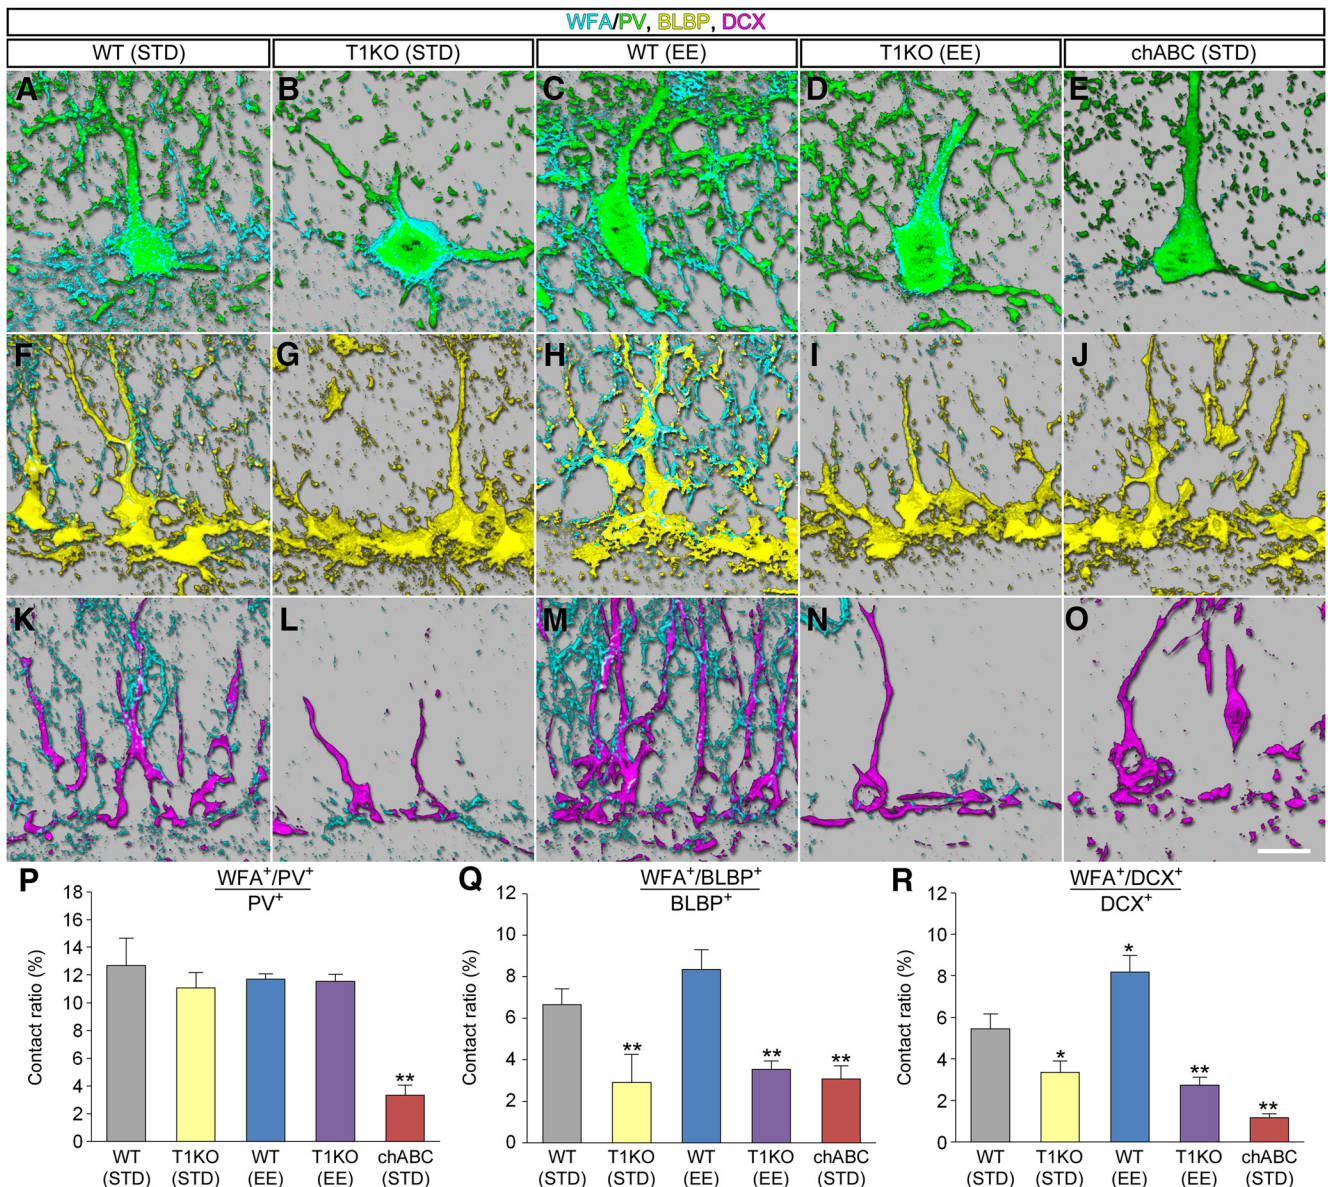 WFA/PV, BLBP, DCX
WT (STD) T1KO (STD) WT (EE) T1KO (EE) chABC (STD)
A B C D E
F G H I J
K L M N O
P
WFA+/PV+
PV+
Contact ratio (%)
18
16
14
12
10
8
6
4
2
0
**
WT T1KO WT T1KO chABC
(STD) (STD) (EE) (EE) (STD)
Q
WFA+/BLBP+
BLBP+
Contact ratio (%)
12
10
8
6
4
2
0
** ** **
WT T1KO WT T1KO chABC
(STD) (STD) (EE) (EE) (STD)
R
WFA+/DCX+
DCX+
Contact ratio (%)
12
10
8
6
4
2
0
* * ** **
WT T1KO WT T1KO chABC
(STD) (STD) (EE) (EE) (STD)